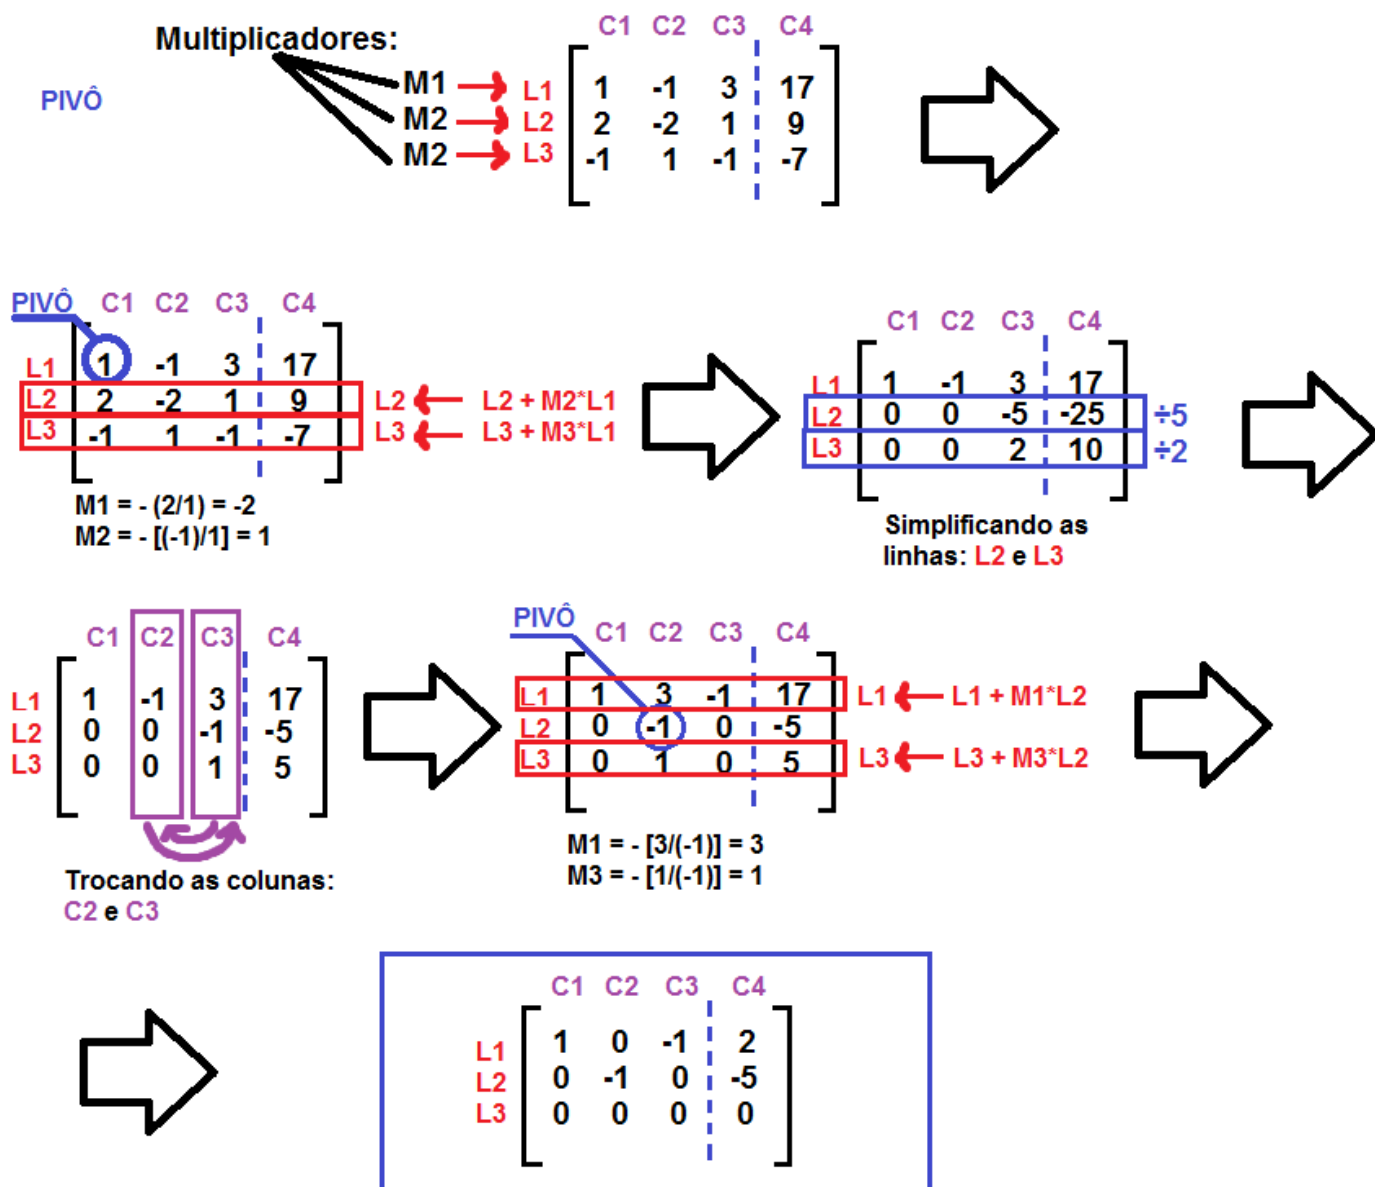 Multiplicadores:
PIVÔ
C1 C2 C3 C4
M1 L1 1 -1 3 17
M2 L2 2 -2 1 9
M2 L3 -1 1 -1 -7
PIVÔ C1 C2 C3 C4
L1 1 -1 3 17
L2 2 -2 1 9 L2 L2 + M2*L1
L3 -1 1 -1 -7 L3 L3 + M3*L1
M1 = - (2/1) = -2
M2 = - [(-1)/1] = 1
C1 C2 C3 C4
L1 1 -1 3 17
L2 0 0 -5 -25 ÷5
L3 0 0 2 10 ÷2
Simplificando as
linhas: L2 e L3
C1 C2 C3 C4
L1 1 -1 3 17
L2 0 0 -1 -5
L3 0 0 1 5
Trocando as colunas:
C2 e C3
PIVÔ
C1 C2 C3 C4
L1 1 3 -1 17 L1 L1 + M1*L2
L2 0 -1 0 -5
L3 0 1 0 5 L3 L3 + M3*L2
M1 = - [3/(-1)] = 3
M3 = - [1/(-1)] = 1
C1 C2 C3 C4
L1 1 0 -1 2
L2 0 -1 0 -5
L3 0 0 0 0